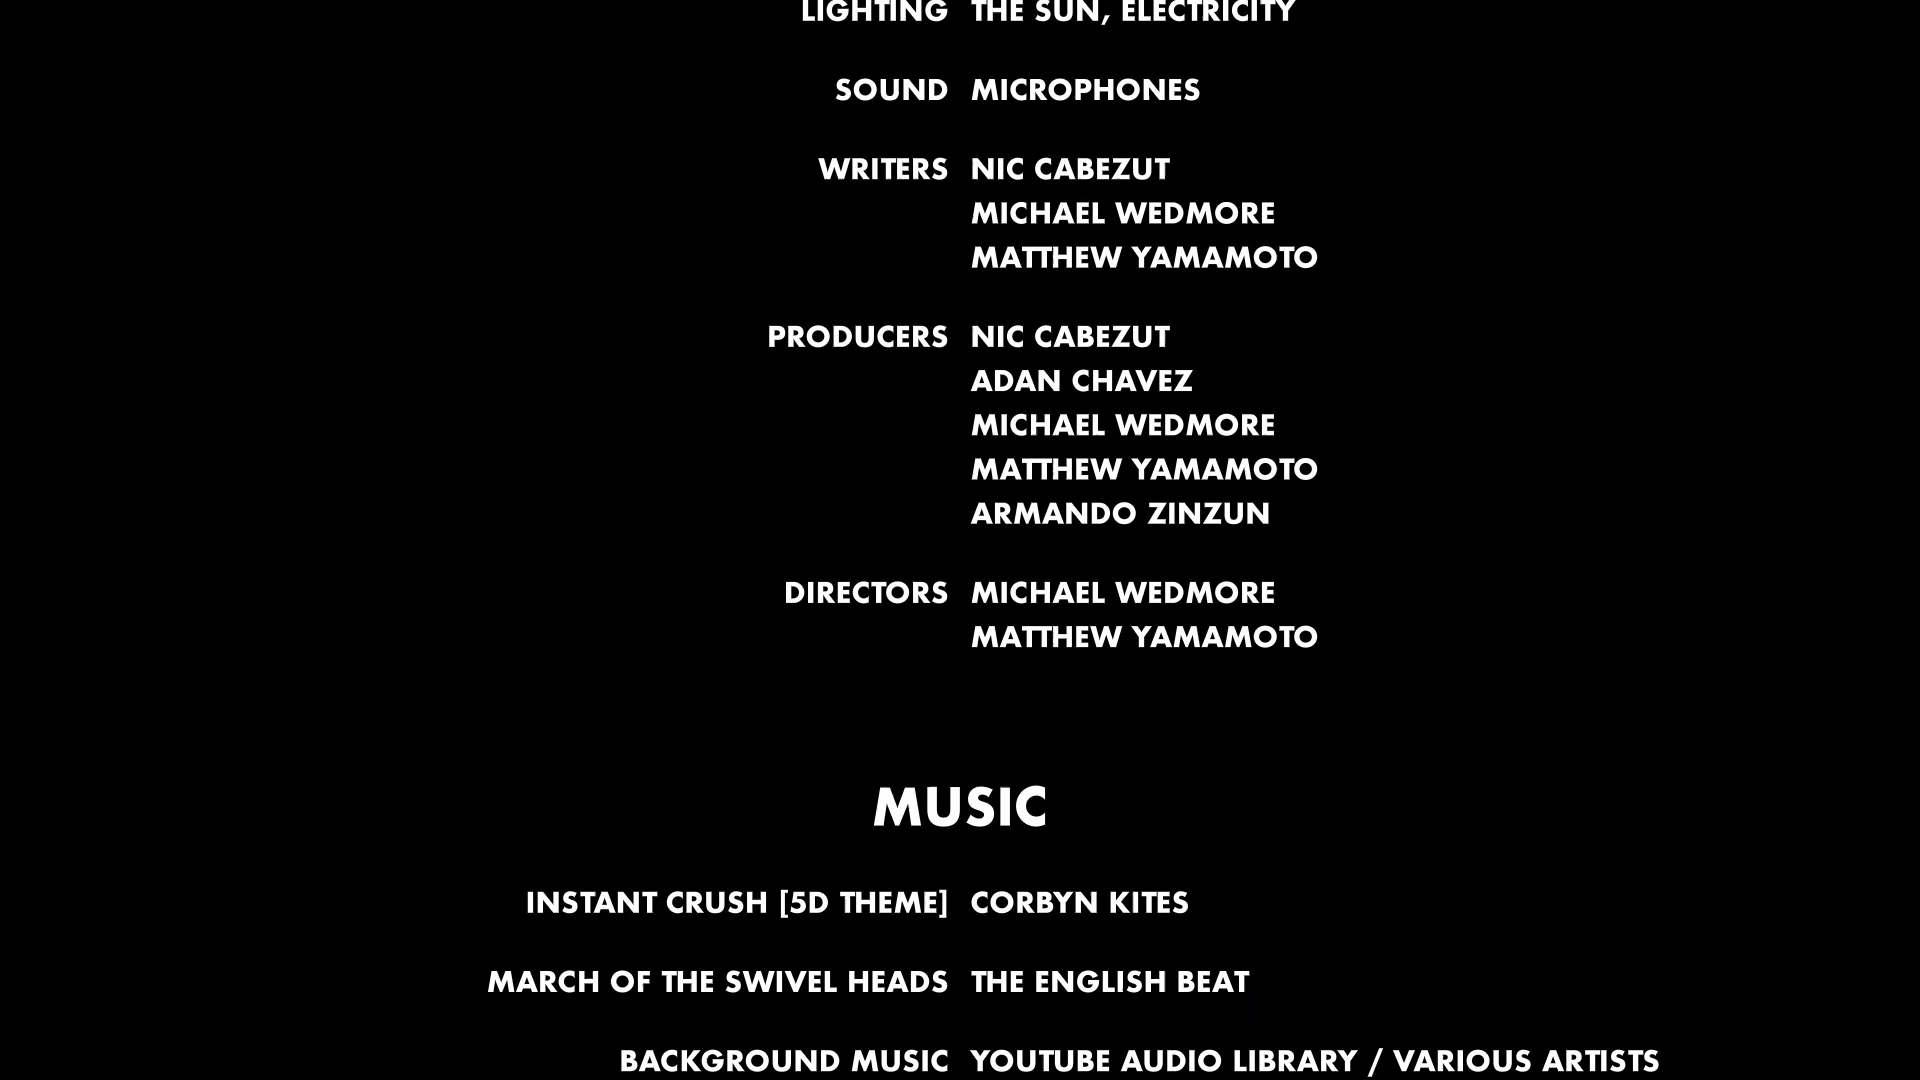 LIGHTING THE SUN, ELECTRICITY
SOUND MICROPHONES
WRITERS NIC CABEZUT
MICHAEL WEDMORE
MATTHEW YAMAMOTO
PRODUCERS NIC CABEZUT
ADAN CHAVEZ
MICHAEL WEDMORE
MATTHEW YAMAMOTO
ARMANDO ZINZUN
DIRECTORS MICHAEL WEDMORE
MATTHEW YAMAMOTO
MUSIC
INSTANT CRUSH [5D THEME] CORBYN KITES
MARCH OF THE SWIVEL HEADS THE ENGLISH BEAT
BACKGROUND MUSIC YOUTUBE AUDIO LIBRARY / VARIOUS ARTISTS